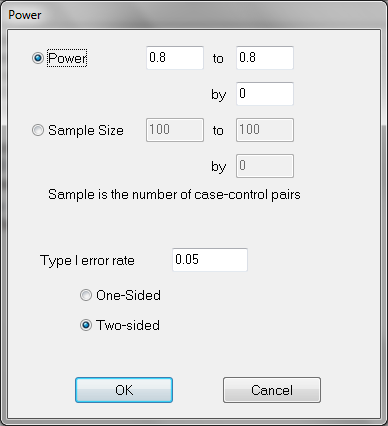 Power
Power 0.8 to 0.8
by 0
Sample Size 100 to 100
by 0
Sample is the number of case-control pairs
Type I error rate 0.05
One-Sided
Two-sided
OK Cancel